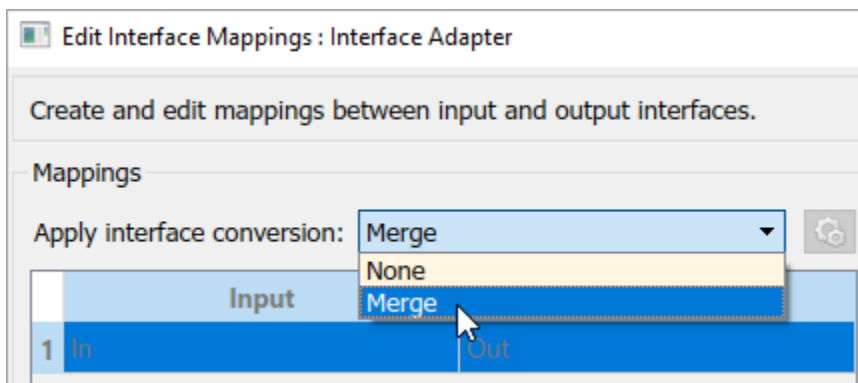 Edit Interface Mappings : Interface Adapter
Create and edit mappings between input and output interfaces.
Mappings
Apply interface conversion: Merge
None
Input
Merge
1 In Out